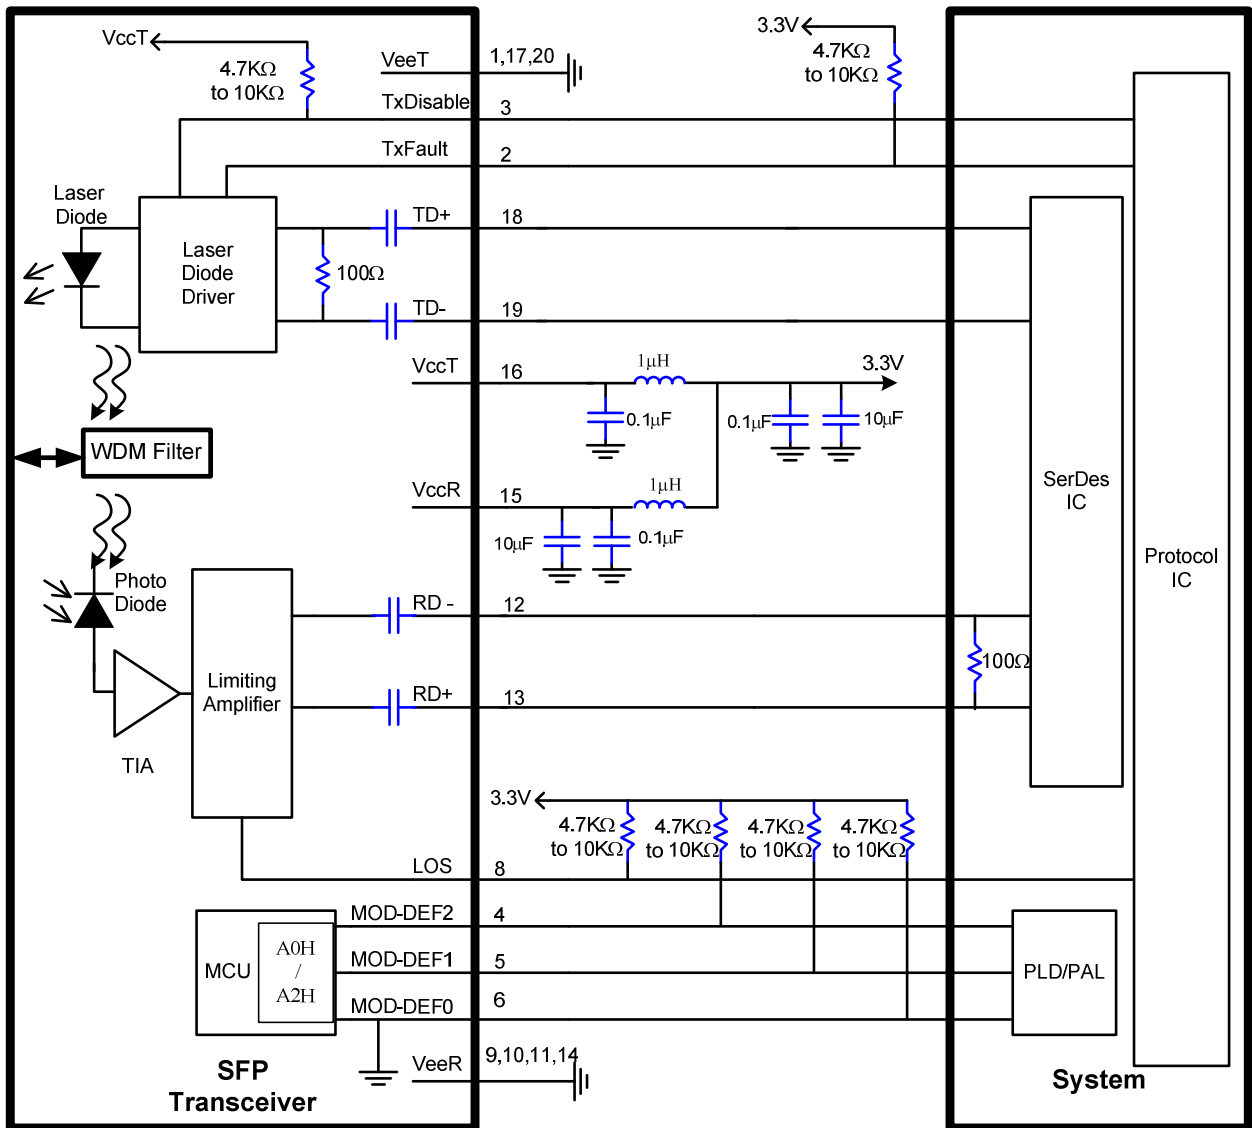 VccT
4.7KΩ
to 10KΩ
VeeT
1,17,20
3.3V
4.7KΩ
to 10KΩ
TxDisable
3
TxFault
2
Laser
Diode
Laser
Diode
Driver
TD+
18
100Ω
TD-
19
VccT
16
1μH
3.3V
0.1μF
0.1μF
10μF
WDM Filter
VccR
15
1μH
10μF
0.1μF
SerDes
IC
Protocol
IC
Photo
Diode
RD -
12
Limiting
Amplifier
100Ω
RD+
13
TIA
3.3V
4.7KΩ
to 10KΩ
4.7KΩ
to 10KΩ
4.7KΩ
to 10KΩ
4.7KΩ
to 10KΩ
LOS
8
MOD-DEF2
4
MCU
A0H
/
A2H
MOD-DEF1
5
PLD/PAL
MOD-DEF0
6
VeeR
9,10,11,14
SFP
Transceiver
System